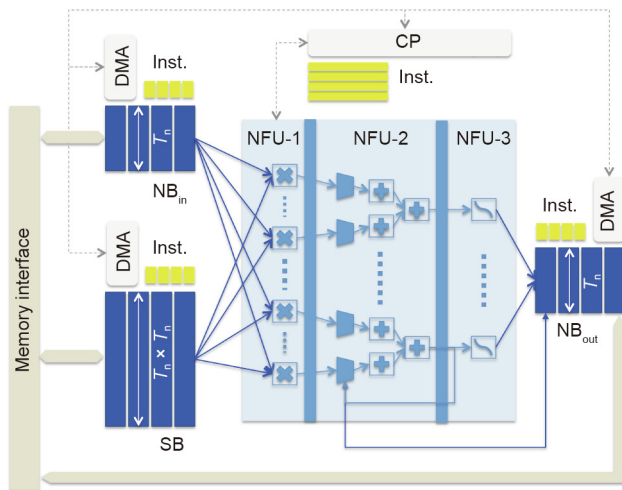 CP
DMA
Inst.
Inst.
Tn
NFU-1
NFU-2
NFU-3
NBin
DMA
Inst.
DMA
Inst.
Tn
NBout
Tn × Tn
SB
Memory interface